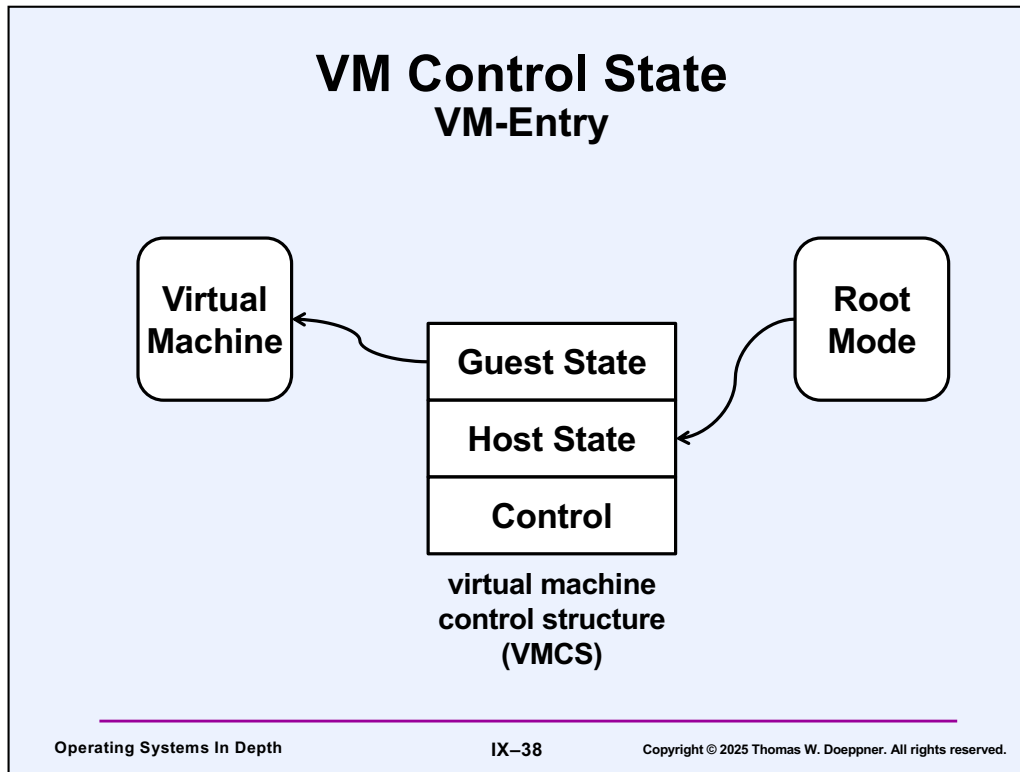 VM Control State
VM-Entry
Virtual
Machine
Root
Mode
Guest State
Host State
Control
virtual machine
control structure
(VMCS)
Operating Systems In Depth
IX–38
Copyright © 2025 Thomas W. Doeppner. All rights reserved.